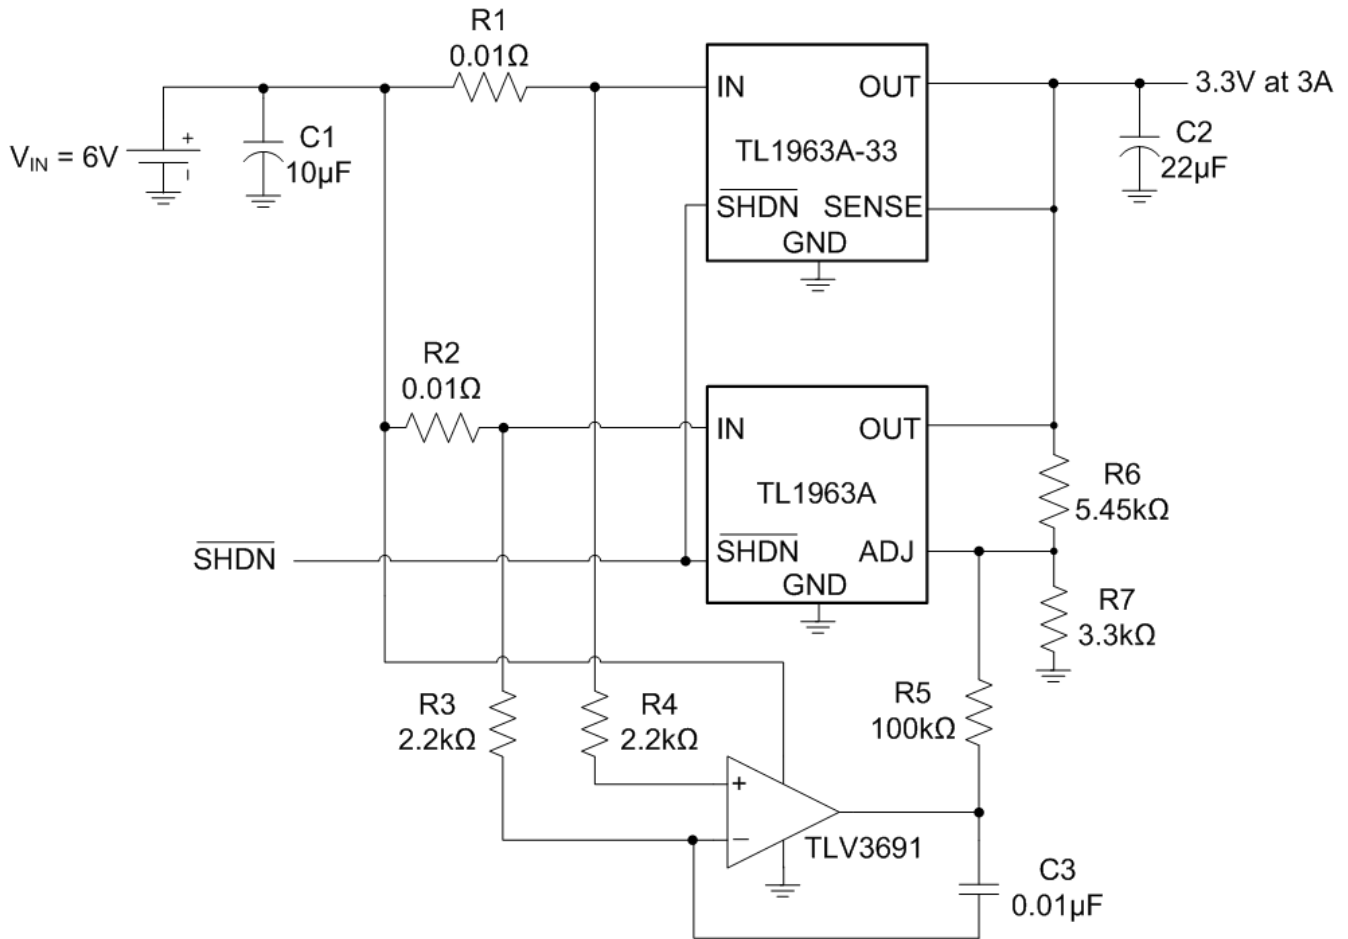 R1
0.01Ω
IN
OUT
3.3V at 3A
TL1963A-33
SHDN
SENSE
GND
VIN = 6V
+
-
C1
10µF
C2
22µF
R2
0.01Ω
IN
OUT
TL1963A
SHDN
ADJ
GND
SHDN
R6
5.45kΩ
R7
3.3kΩ
R3
2.2kΩ
R4
2.2kΩ
R5
100kΩ
+
−
TLV3691
C3
0.01µF